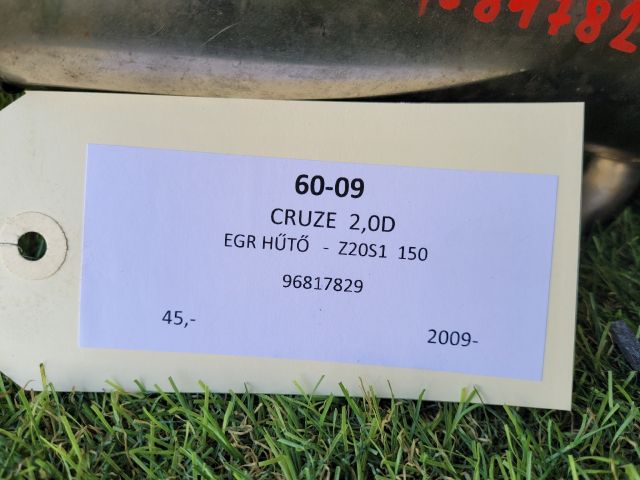 60-09
CRUZE 2,0D
EGR HŰTŐ - Z20S1 150
96817829
45,-
2009-